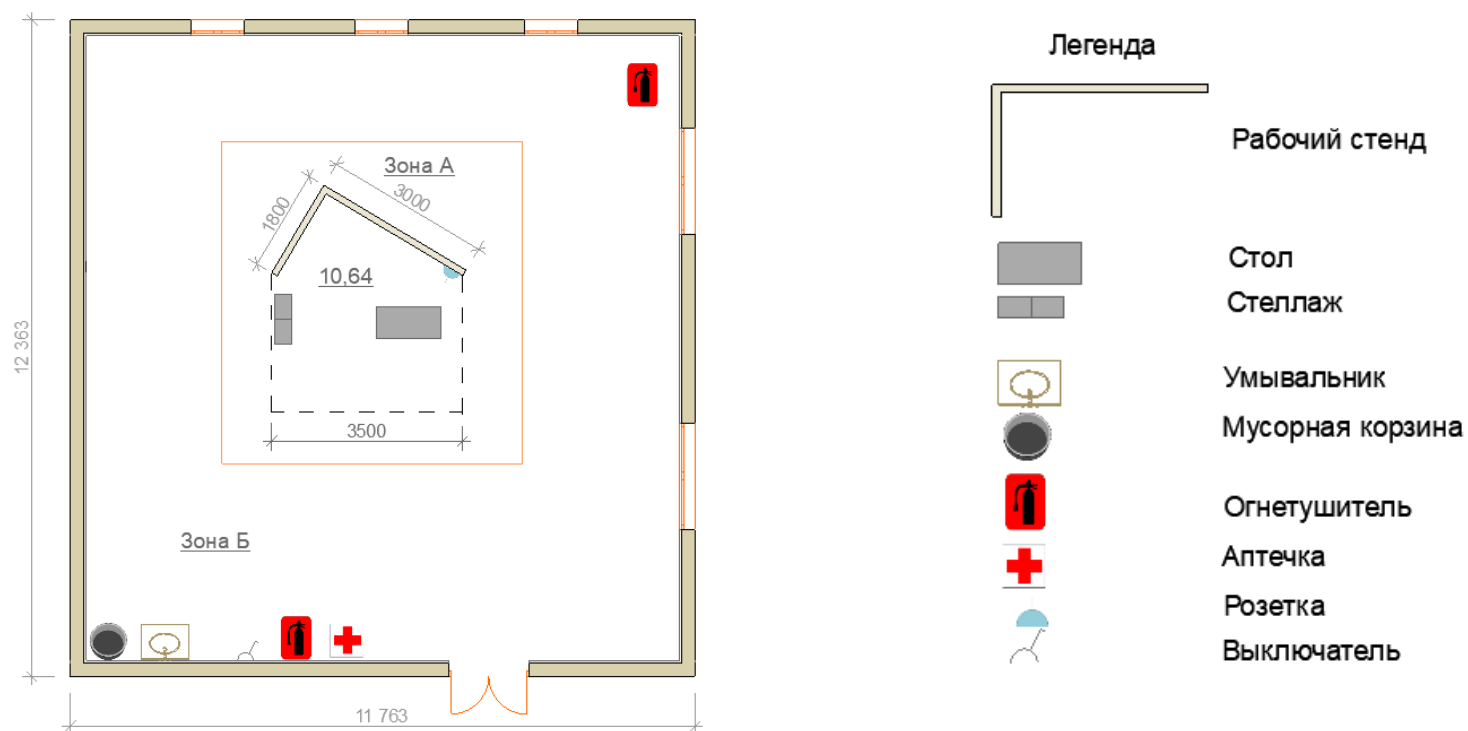 Зона А
3000
1800
10,64
12 363
3500
Зона Б
11 763
Легенда
Рабочий стенд
Стол
Стеллаж
Умывальник
Мусорная корзина
Огнетушитель
Аптечка
Розетка
Выключатель